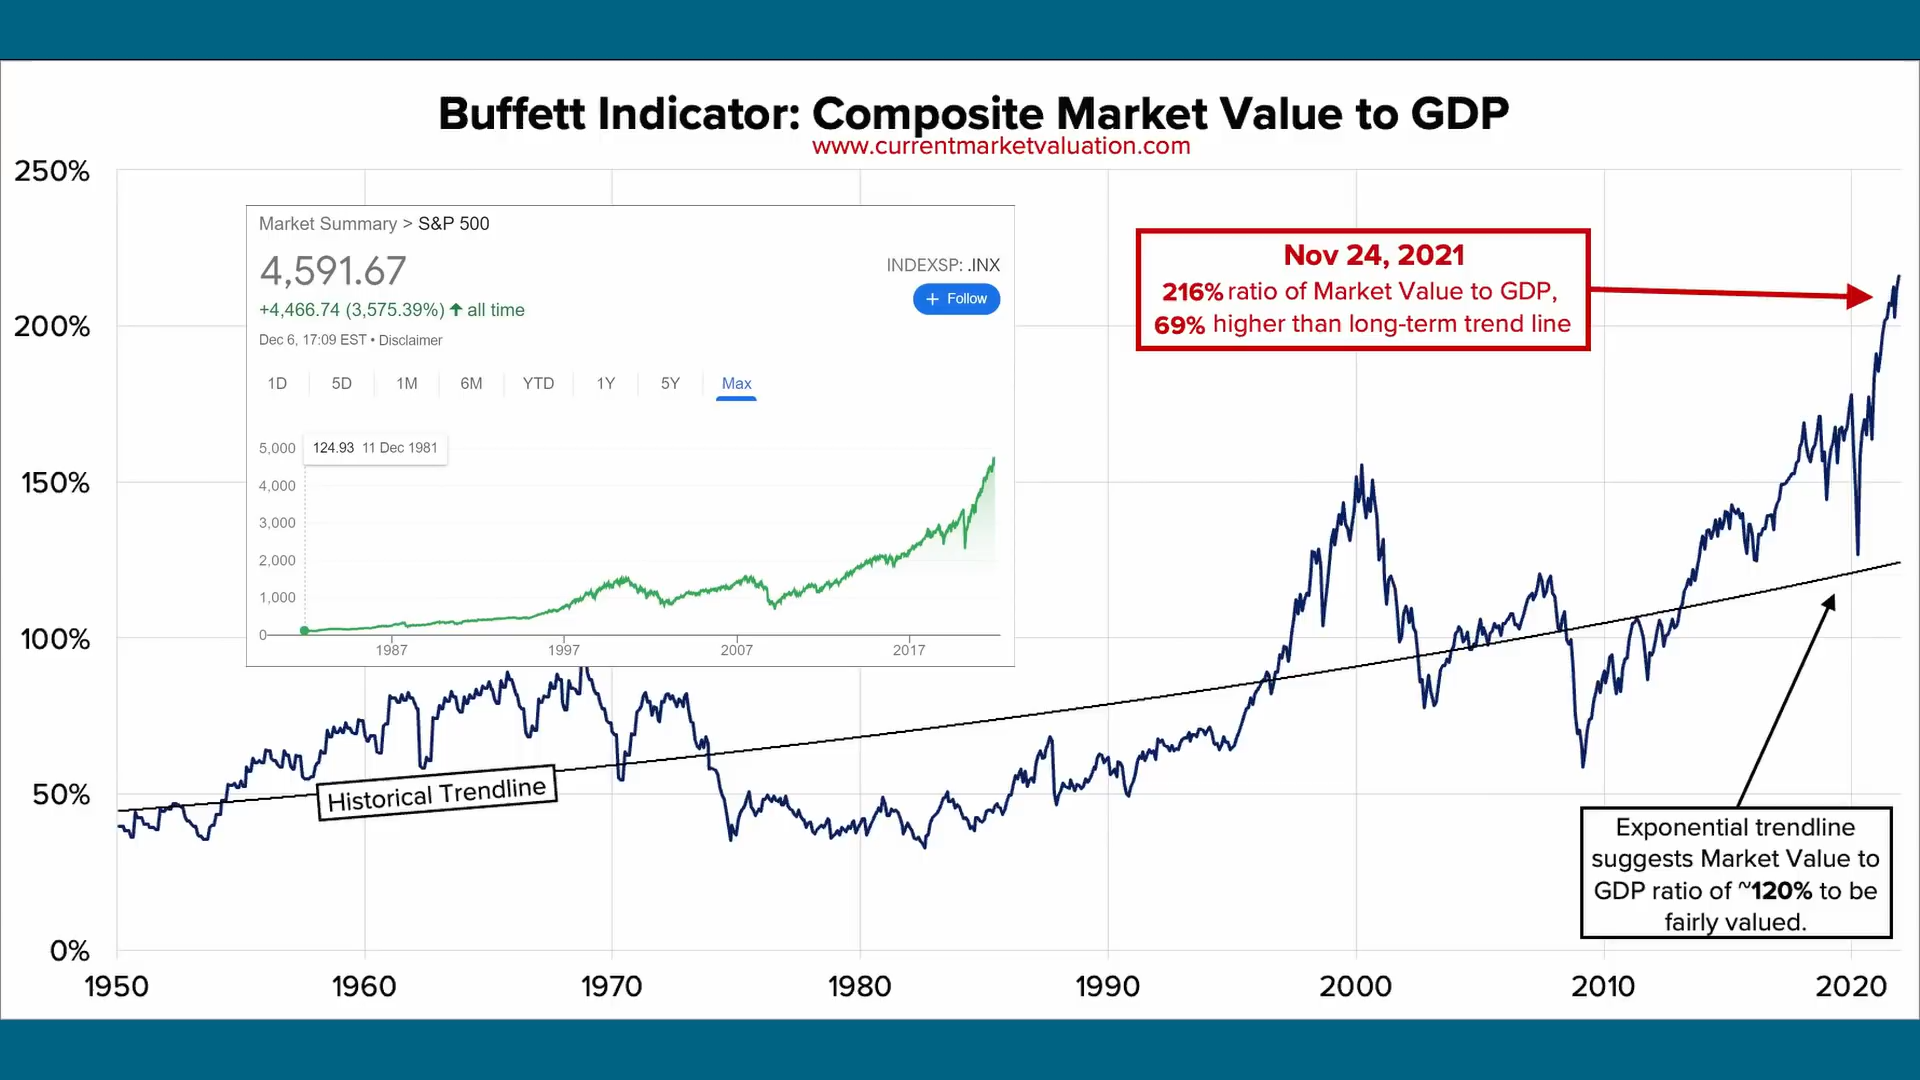 Buffett Indicator: Composite Market Value to GDP
www.currentmarketvaluation.com
250%
200%
150%
100%
50%
0%
Market Summary > S&P 500
4,591.67
INDEXSP: .INX
+4,466.74 (3,575.39%) ↑ all time
+ Follow
Dec 6, 17:09 EST • Disclaimer
1D 5D 1M 6M YTD 1Y 5Y Max
124.93 11 Dec 1981
5,000
4,000
3,000
2,000
1,000
0
1987 1997 2007 2017
Nov 24, 2021
216% ratio of Market Value to GDP,
69% higher than long-term trend line
Historical Trendline
Exponential trendline
suggests Market Value to
GDP ratio of ~120% to be
fairly valued.
1950 1960 1970 1980 1990 2000 2010 2020